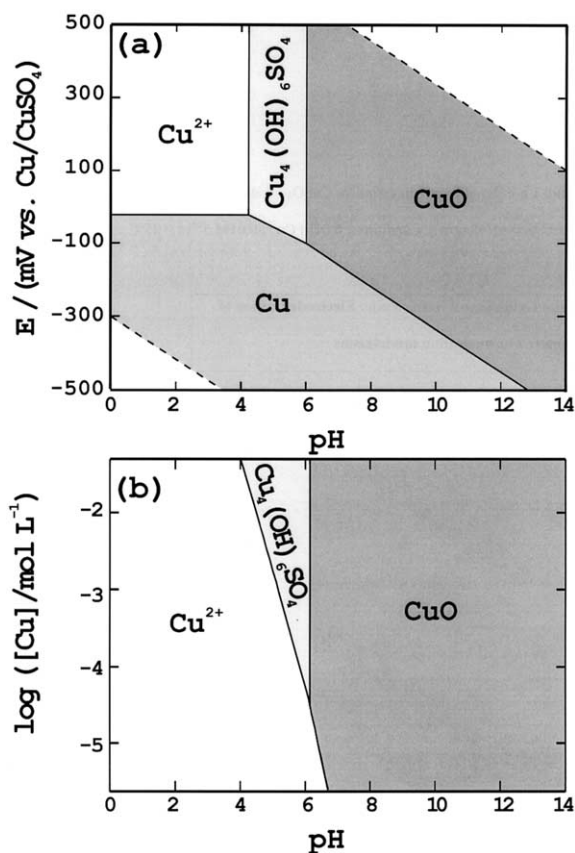 (a)
E / (mV vs. Cu/CuSO₄)
500
300
100
-100
-300
-500
Cu²⁺
Cu₄(OH)₆SO₄
CuO
Cu
0 2 4 6 8 10 12 14
pH
(b)
log ([Cu]/mol L⁻¹)
-2
-3
-4
-5
Cu²⁺
Cu₄(OH)₆SO₄
CuO
0 2 4 6 8 10 12 14
pH